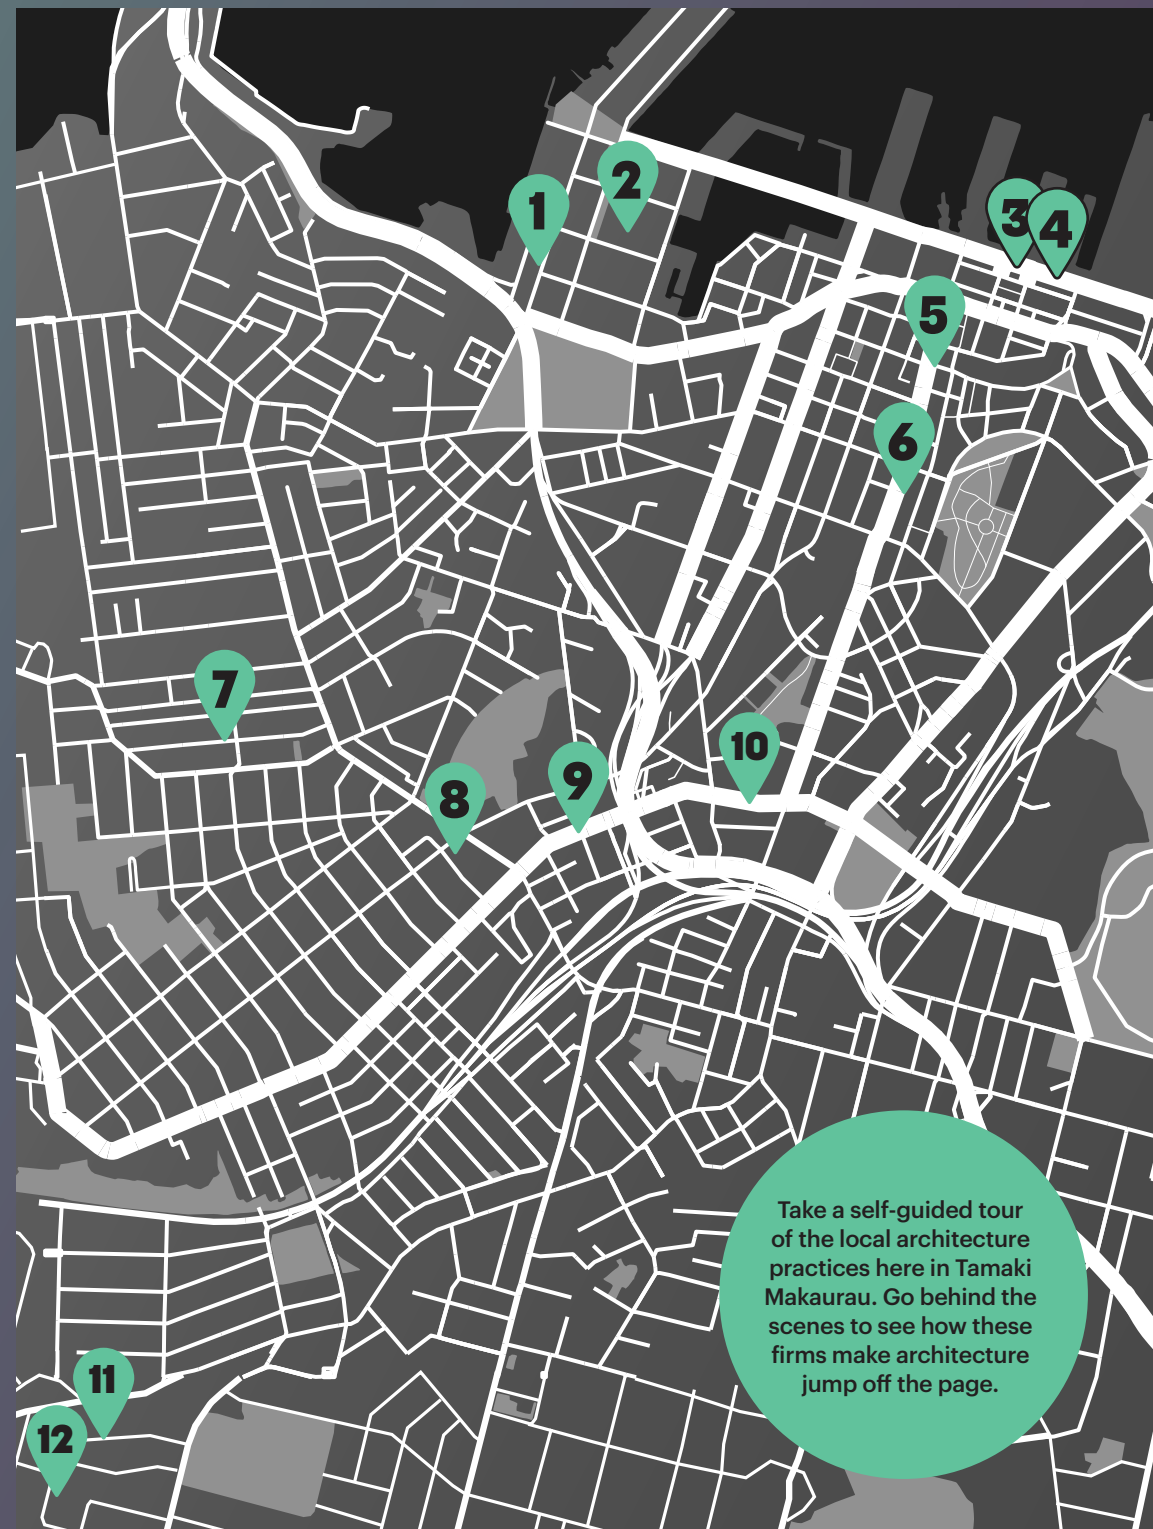 1
2
3
4
5
6
7
8
9
10
11
12
Take a self-guided tour
of the local architecture
practices here in Tamaki
Makaurau. Go behind the
scenes to see how these
firms make architecture
jump off the page.